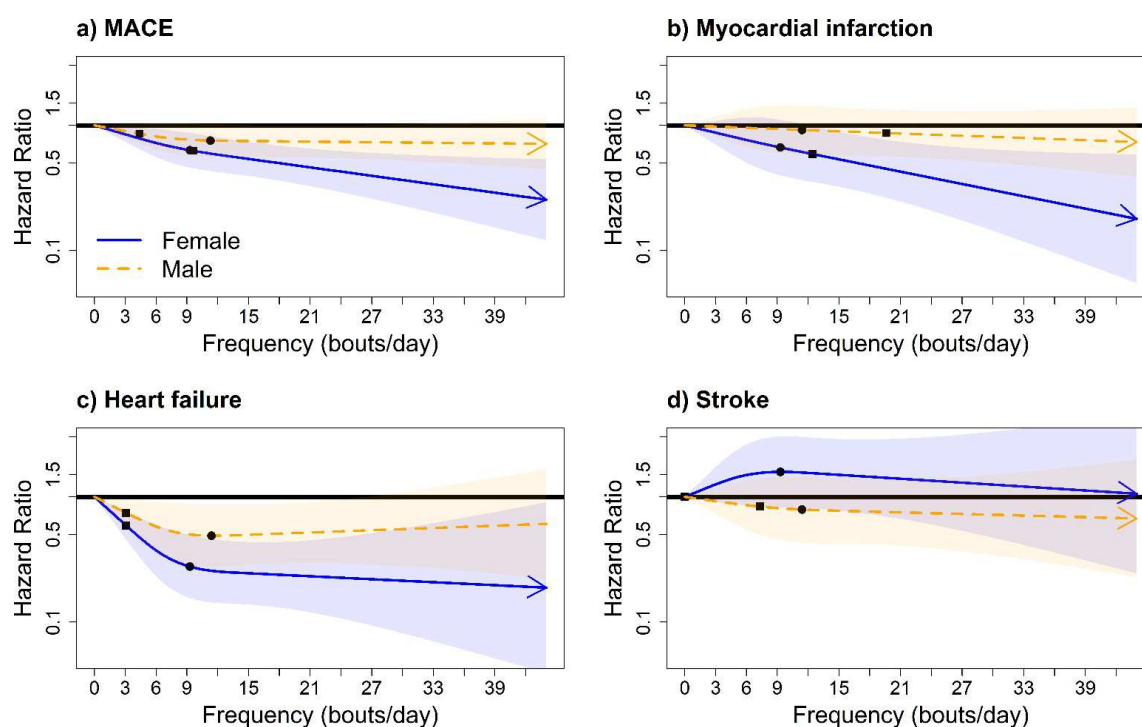 a) MACE
Hazard Ratio
1.5
0.5
0.1
Female
Male
0 3 6 9 15 21 27 33 39
Frequency (bouts/day)
b) Myocardial infarction
Hazard Ratio
1.5
0.5
0.1
0 3 6 9 15 21 27 33 39
Frequency (bouts/day)
c) Heart failure
Hazard Ratio
1.5
0.5
0.1
0 3 6 9 15 21 27 33 39
Frequency (bouts/day)
d) Stroke
Hazard Ratio
1.5
0.5
0.1
0 3 6 9 15 21 27 33 39
Frequency (bouts/day)